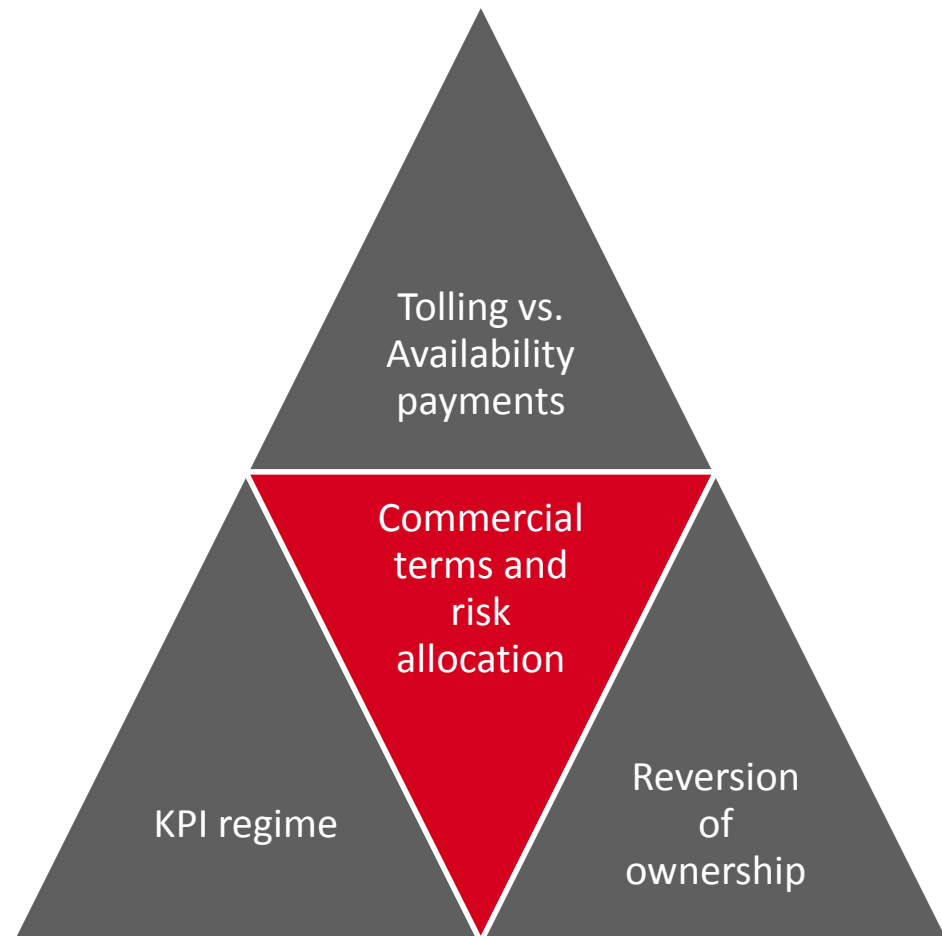 Tolling vs.
Availability
payments
Commercial
terms and
risk
allocation
KPI regime
Reversion
of
ownership